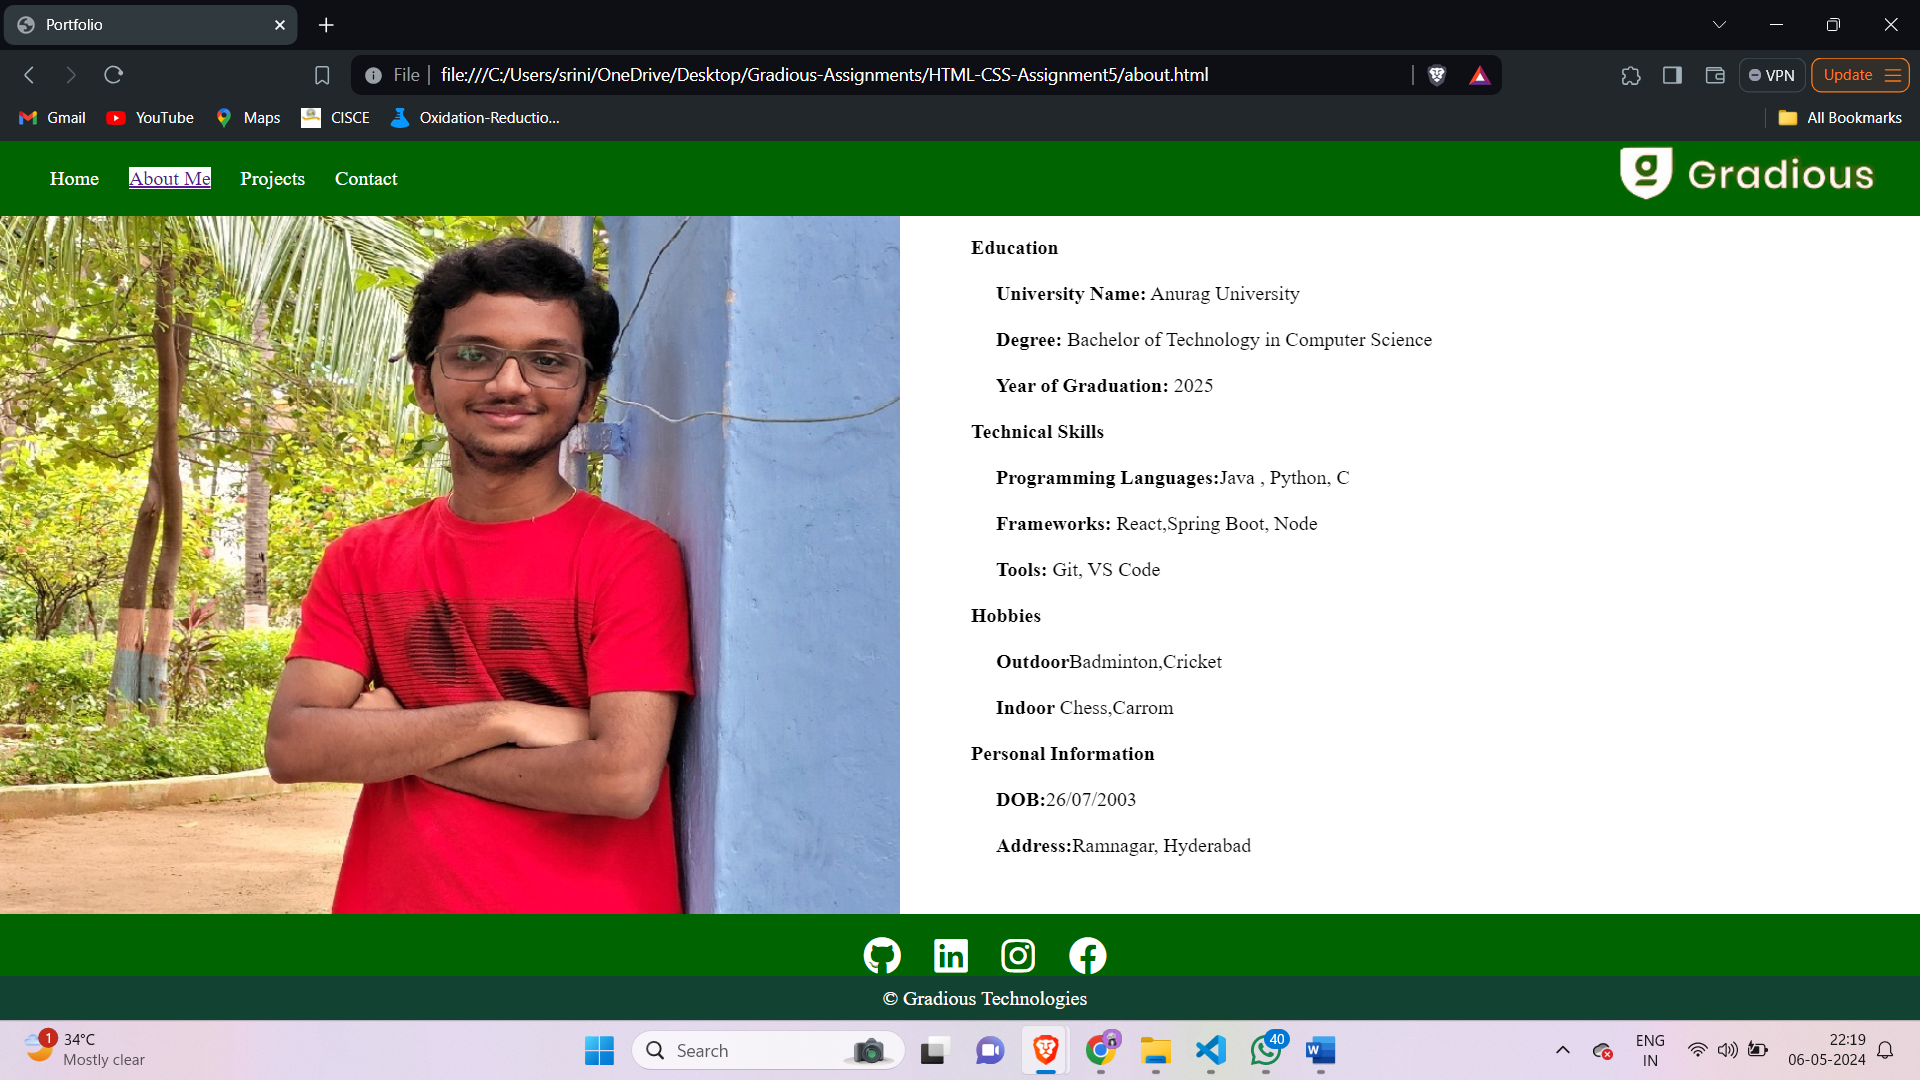 Portfolio
File
file:///C:/Users/srini/OneDrive/Desktop/Gradious-Assignments/HTML-CSS-Assignment5/about.html
VPN
Update
Gmail YouTube Maps CISCE Oxidation-Reductio... All Bookmarks
Home About Me Projects Contact
g Gradious
Education
University Name: Anurag University
Degree: Bachelor of Technology in Computer Science
Year of Graduation: 2025
Technical Skills
Programming Languages:Java , Python, C
Frameworks: React,Spring Boot, Node
Tools: Git, VS Code
Hobbies
OutdoorBadminton,Cricket
Indoor Chess,Carrom
Personal Information
DOB:26/07/2003
Address:Ramnagar, Hyderabad
in
© Gradious Technologies
1
34°C
Mostly clear
Search
40
W
ENG
IN
22:19
06-05-2024